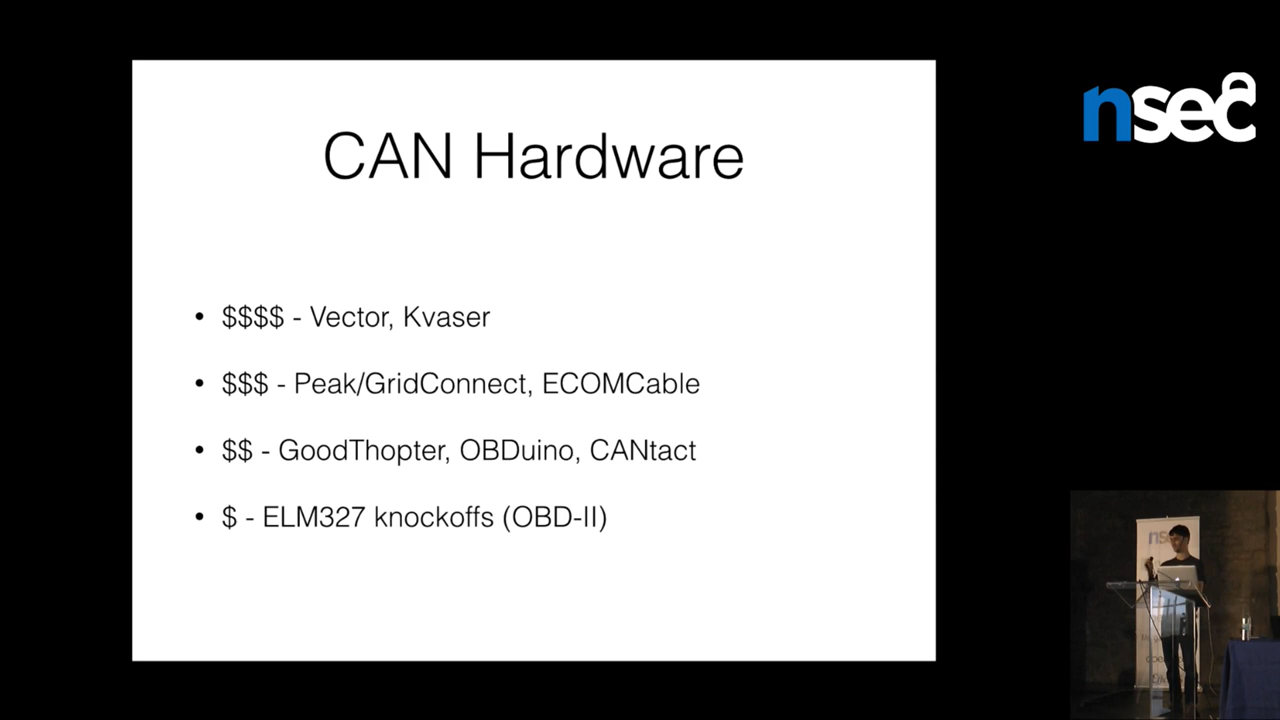 CAN Hardware
• $$$$ - Vector, Kvaser
• $$$ - Peak/GridConnect, ECOMCable
• $$ - GoodThopter, OBDuino, CANtact
• $ - ELM327 knockoffs (OBD-II)
nsec